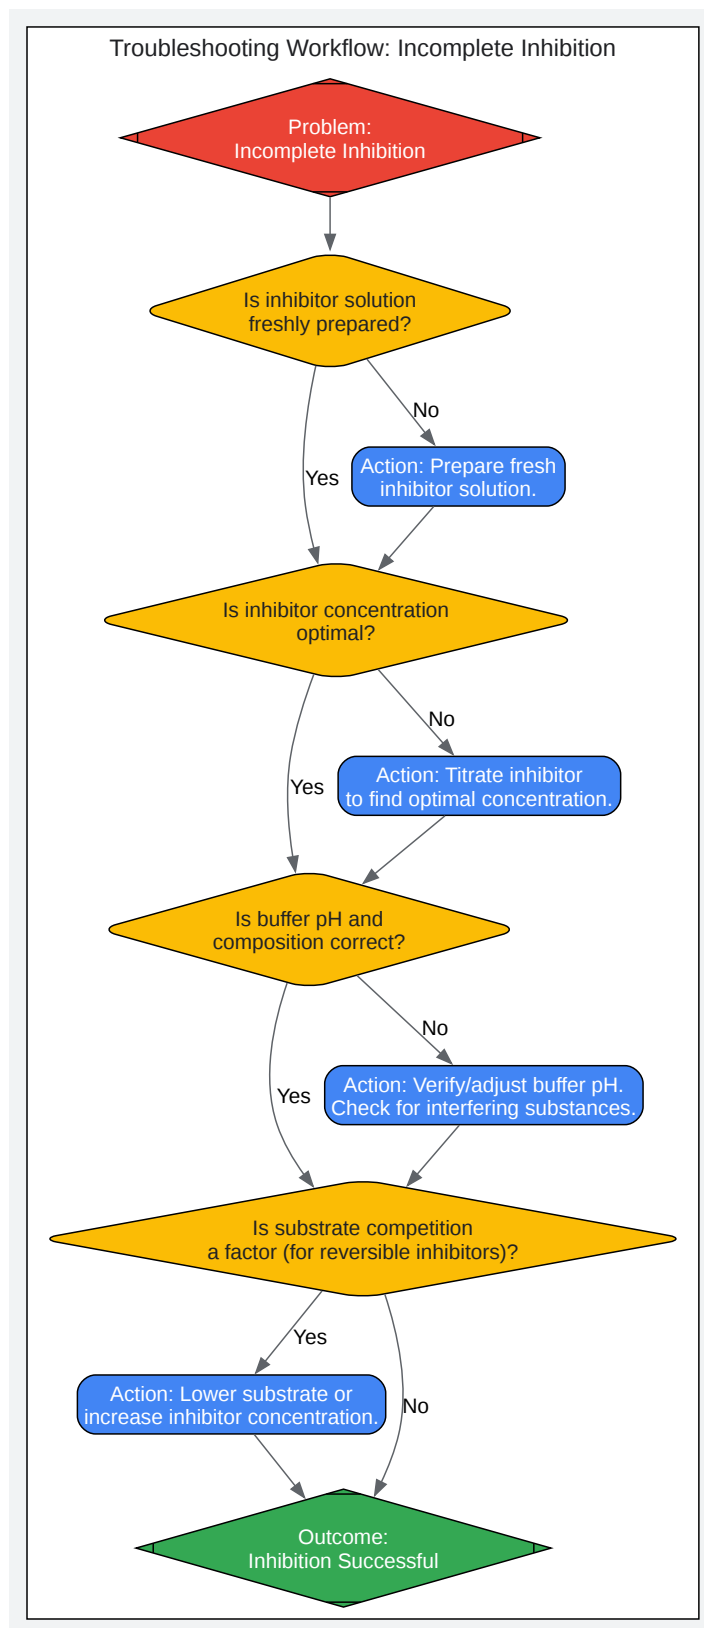 Troubleshooting Workflow: Incomplete Inhibition
Problem:
Incomplete Inhibition
Is inhibitor solution
freshly prepared?
No
Yes
Action: Prepare fresh
inhibitor solution.
Is inhibitor concentration
optimal?
No
Yes
Action: Titrate inhibitor
to find optimal concentration.
Is buffer pH and
composition correct?
No
Yes
Action: Verify/adjust buffer pH.
Check for interfering substances.
Is substrate competition
a factor (for reversible inhibitors)?
Yes
Action: Lower substrate or
increase inhibitor concentration.
No
Outcome:
Inhibition Successful